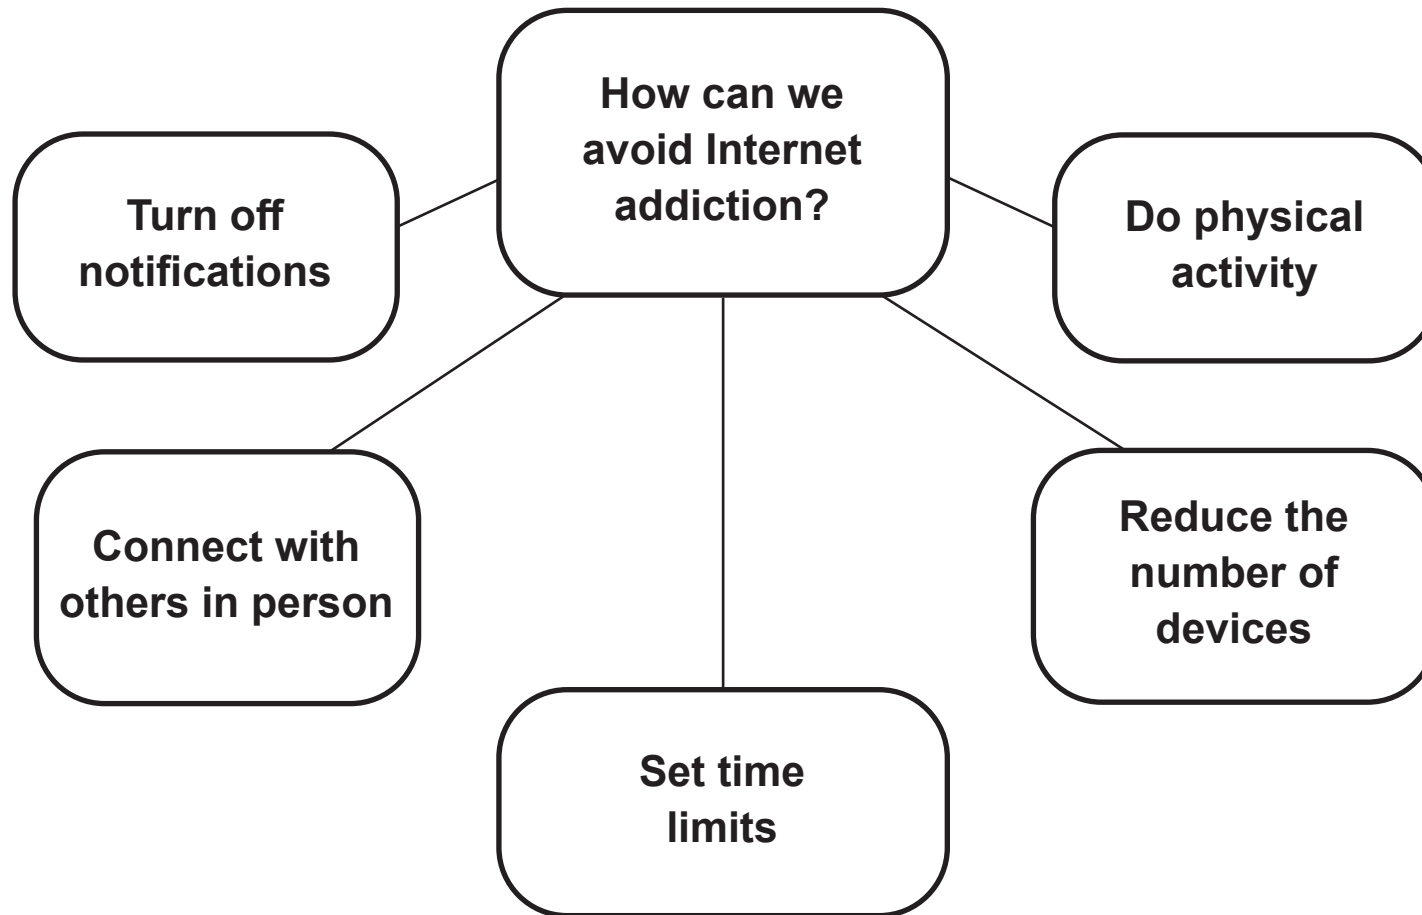 How can we
avoid Internet
addiction?
Turn off
notifications
Do physical
activity
Connect with
others in person
Reduce the
number of
devices
Set time
limits